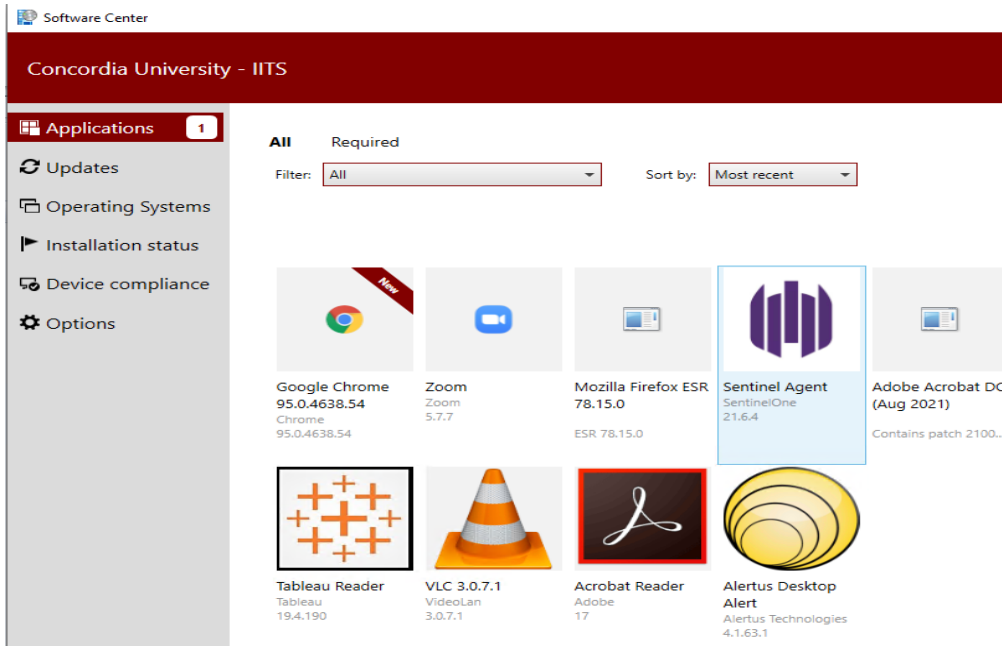 Software Center
Concordia University - IITS
Applications 1
Updates
Operating Systems
Installation status
Device compliance
Options
All Required
Filter: All Sort by: Most recent
New
Google Chrome
95.0.4638.54
Chrome
95.0.4638.54
Zoom
Zoom
5.7.7
Mozilla Firefox ESR
78.15.0
ESR 78.15.0
Sentinel Agent
SentinelOne
21.6.4
Adobe Acrobat DC
(Aug 2021)
Contains patch 2100...
Tableau Reader
Tableau
19.4.190
VLC 3.0.7.1
VideoLan
3.0.7.1
Acrobat Reader
Adobe
17
Alertus Desktop
Alert
Alertus Technologies
4.1.63.1